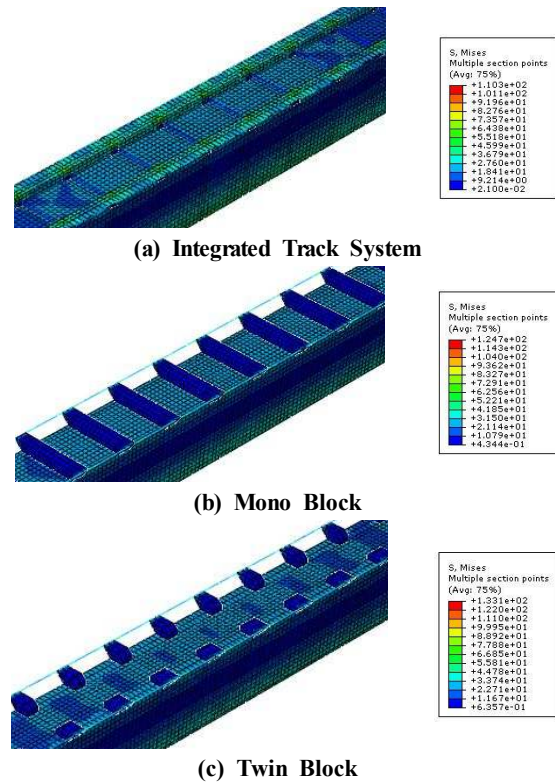 S, Mises
Multiple section points
(Avg: 75%)
+1.103e+02
+1.011e+02
+9.196e+01
+8.276e+01
+7.357e+01
+6.438e+01
+5.518e+01
+4.599e+01
+3.679e+01
+2.760e+01
+1.841e+01
+9.214e+00
+2.100e-02
(a) Integrated Track System
S, Mises
Multiple section points
(Avg: 75%)
+1.247e+02
+1.143e+02
+1.040e+02
+9.362e+01
+8.327e+01
+7.291e+01
+6.256e+01
+5.221e+01
+4.185e+01
+3.150e+01
+2.114e+01
+1.079e+01
+4.344e-01
(b) Mono Block
S, Mises
Multiple section points
(Avg: 75%)
+1.331e+02
+1.220e+02
+1.110e+02
+9.995e+01
+8.892e+01
+7.788e+01
+6.685e+01
+5.581e+01
+4.478e+01
+3.374e+01
+2.271e+01
+1.167e+01
+6.357e-01
(c) Twin Block